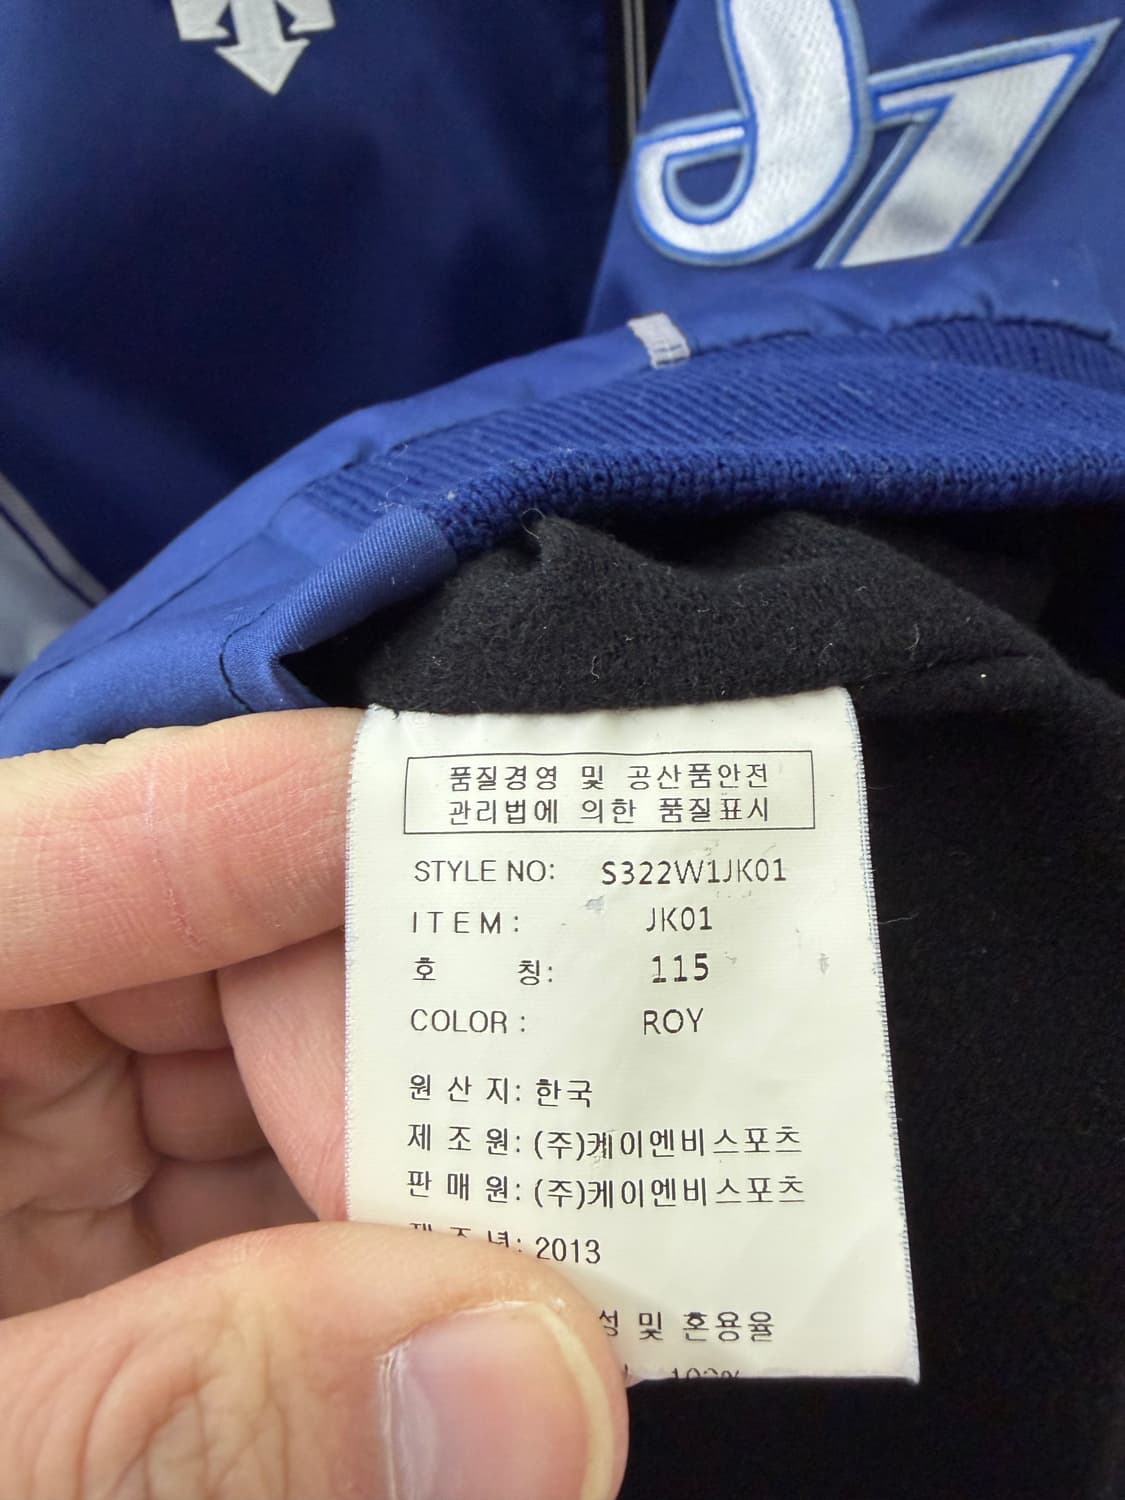 품질경영 및 공산품안전
관리법에 의한 품질표시
STYLE NO: S322W1JK01
ITEM: JK01
호 칭: 115
COLOR : ROY
원 산 지: 한국
제 조 원: (주)케이엔비스포츠
판 매 원: (주)케이엔비스포츠
제 조 년: 2013
및 혼용율